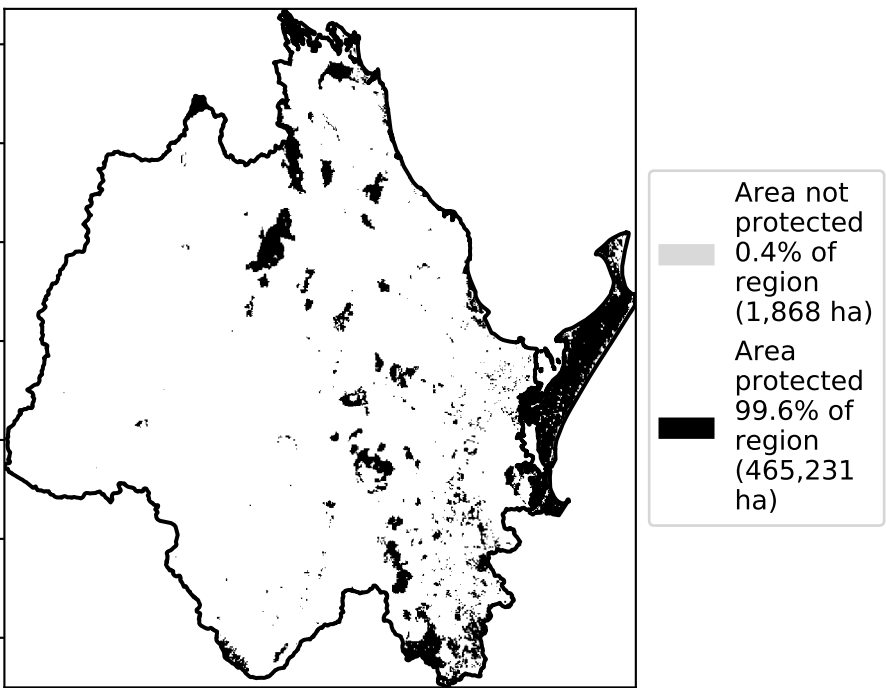 Area not
protected
0.4% of
region
(1,868 ha)
Area
protected
99.6% of
region
(465,231
ha)